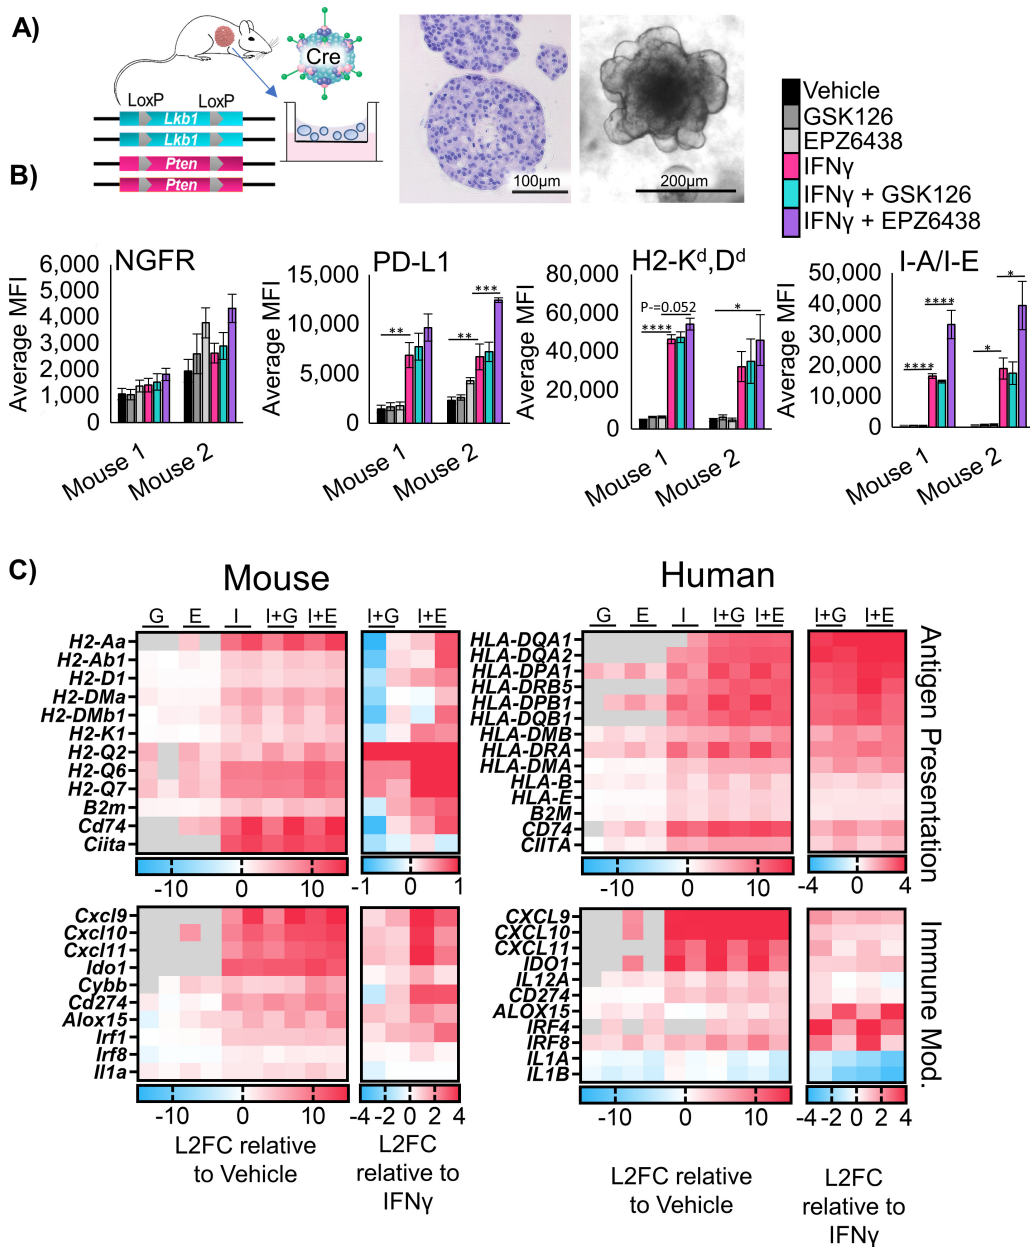 A)
Cre
LoxP LoxP
Lkb1
Lkb1
Pten
Pten
100µm
200µm
Vehicle
GSK126
EPZ6438
IFNγ
IFNγ + GSK126
IFNγ + EPZ6438
B)
NGFR
Average MFI
6,000
5,000
4,000
3,000
2,000
1,000
0
Mouse 1
Mouse 2
PD-L1
Average MFI
15,000
10,000
5,000
0
**
**
***
Mouse 1
Mouse 2
H2-Kᵈ,Dᵈ
Average MFI
80,000
60,000
40,000
20,000
0
P-=0.052
****
*
Mouse 1
Mouse 2
I-A/I-E
Average MFI
50,000
40,000
30,000
20,000
10,000
0
****
****
*
*
Mouse 1
Mouse 2
C)
Mouse
G E I I+G I+E
I+G I+E
H2-Aa
H2-Ab1
H2-D1
H2-DMa
H2-DMb1
H2-K1
H2-Q2
H2-Q6
H2-Q7
B2m
Cd74
Ciita
-10 0 10
-1 0 1
Cxcl9
Cxcl10
Cxcl11
Ido1
Cybb
Cd274
Alox15
Irf1
Irf8
Il1a
-10 0 10
-4 -2 0 2 4
L2FC relative
to Vehicle
L2FC
relative to
IFNγ
Human
G E I I+G I+E
I+G I+E
HLA-DQA1
HLA-DQA2
HLA-DPA1
HLA-DRB5
HLA-DPB1
HLA-DQB1
HLA-DMB
HLA-DRA
HLA-DMA
HLA-B
HLA-E
B2M
CD74
CIITA
-10 0 10
-4 0 4
Antigen Presentation
CXCL9
CXCL10
CXCL11
IDO1
IL12A
CD274
ALOX15
IRF4
IRF8
IL1A
IL1B
-10 0 10
-4 -2 0 2 4
Immune Mod.
L2FC relative
to Vehicle
L2FC
relative to
IFNγ